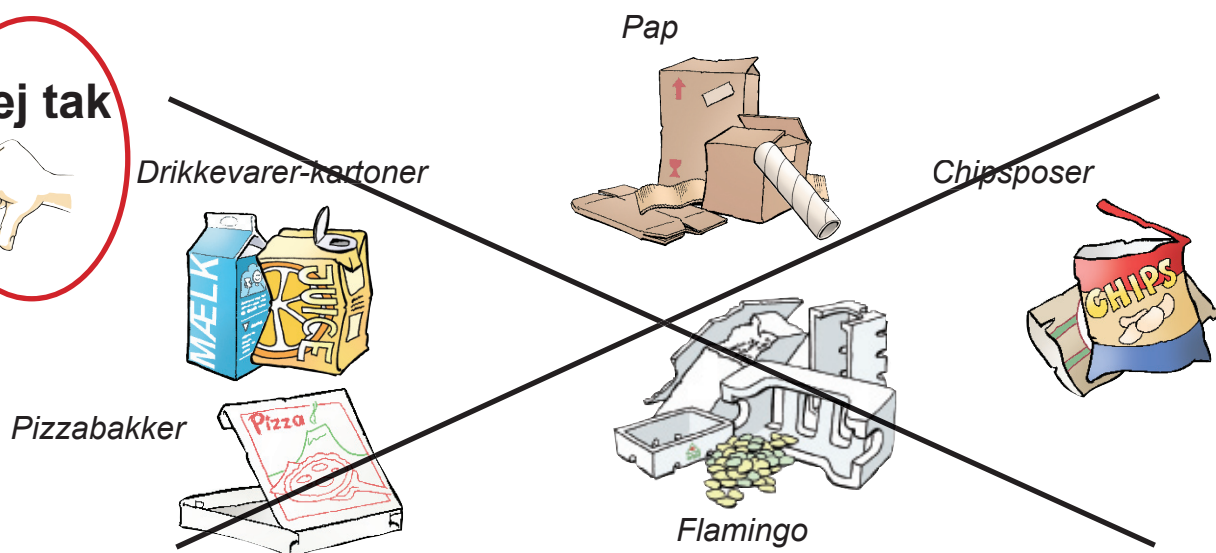 Pap
ej tak
Drikkevarer-kartoner
Chipsposer
MÆLK
JUICE
CHIPS
Pizzabakker
Pizza
Flamingo